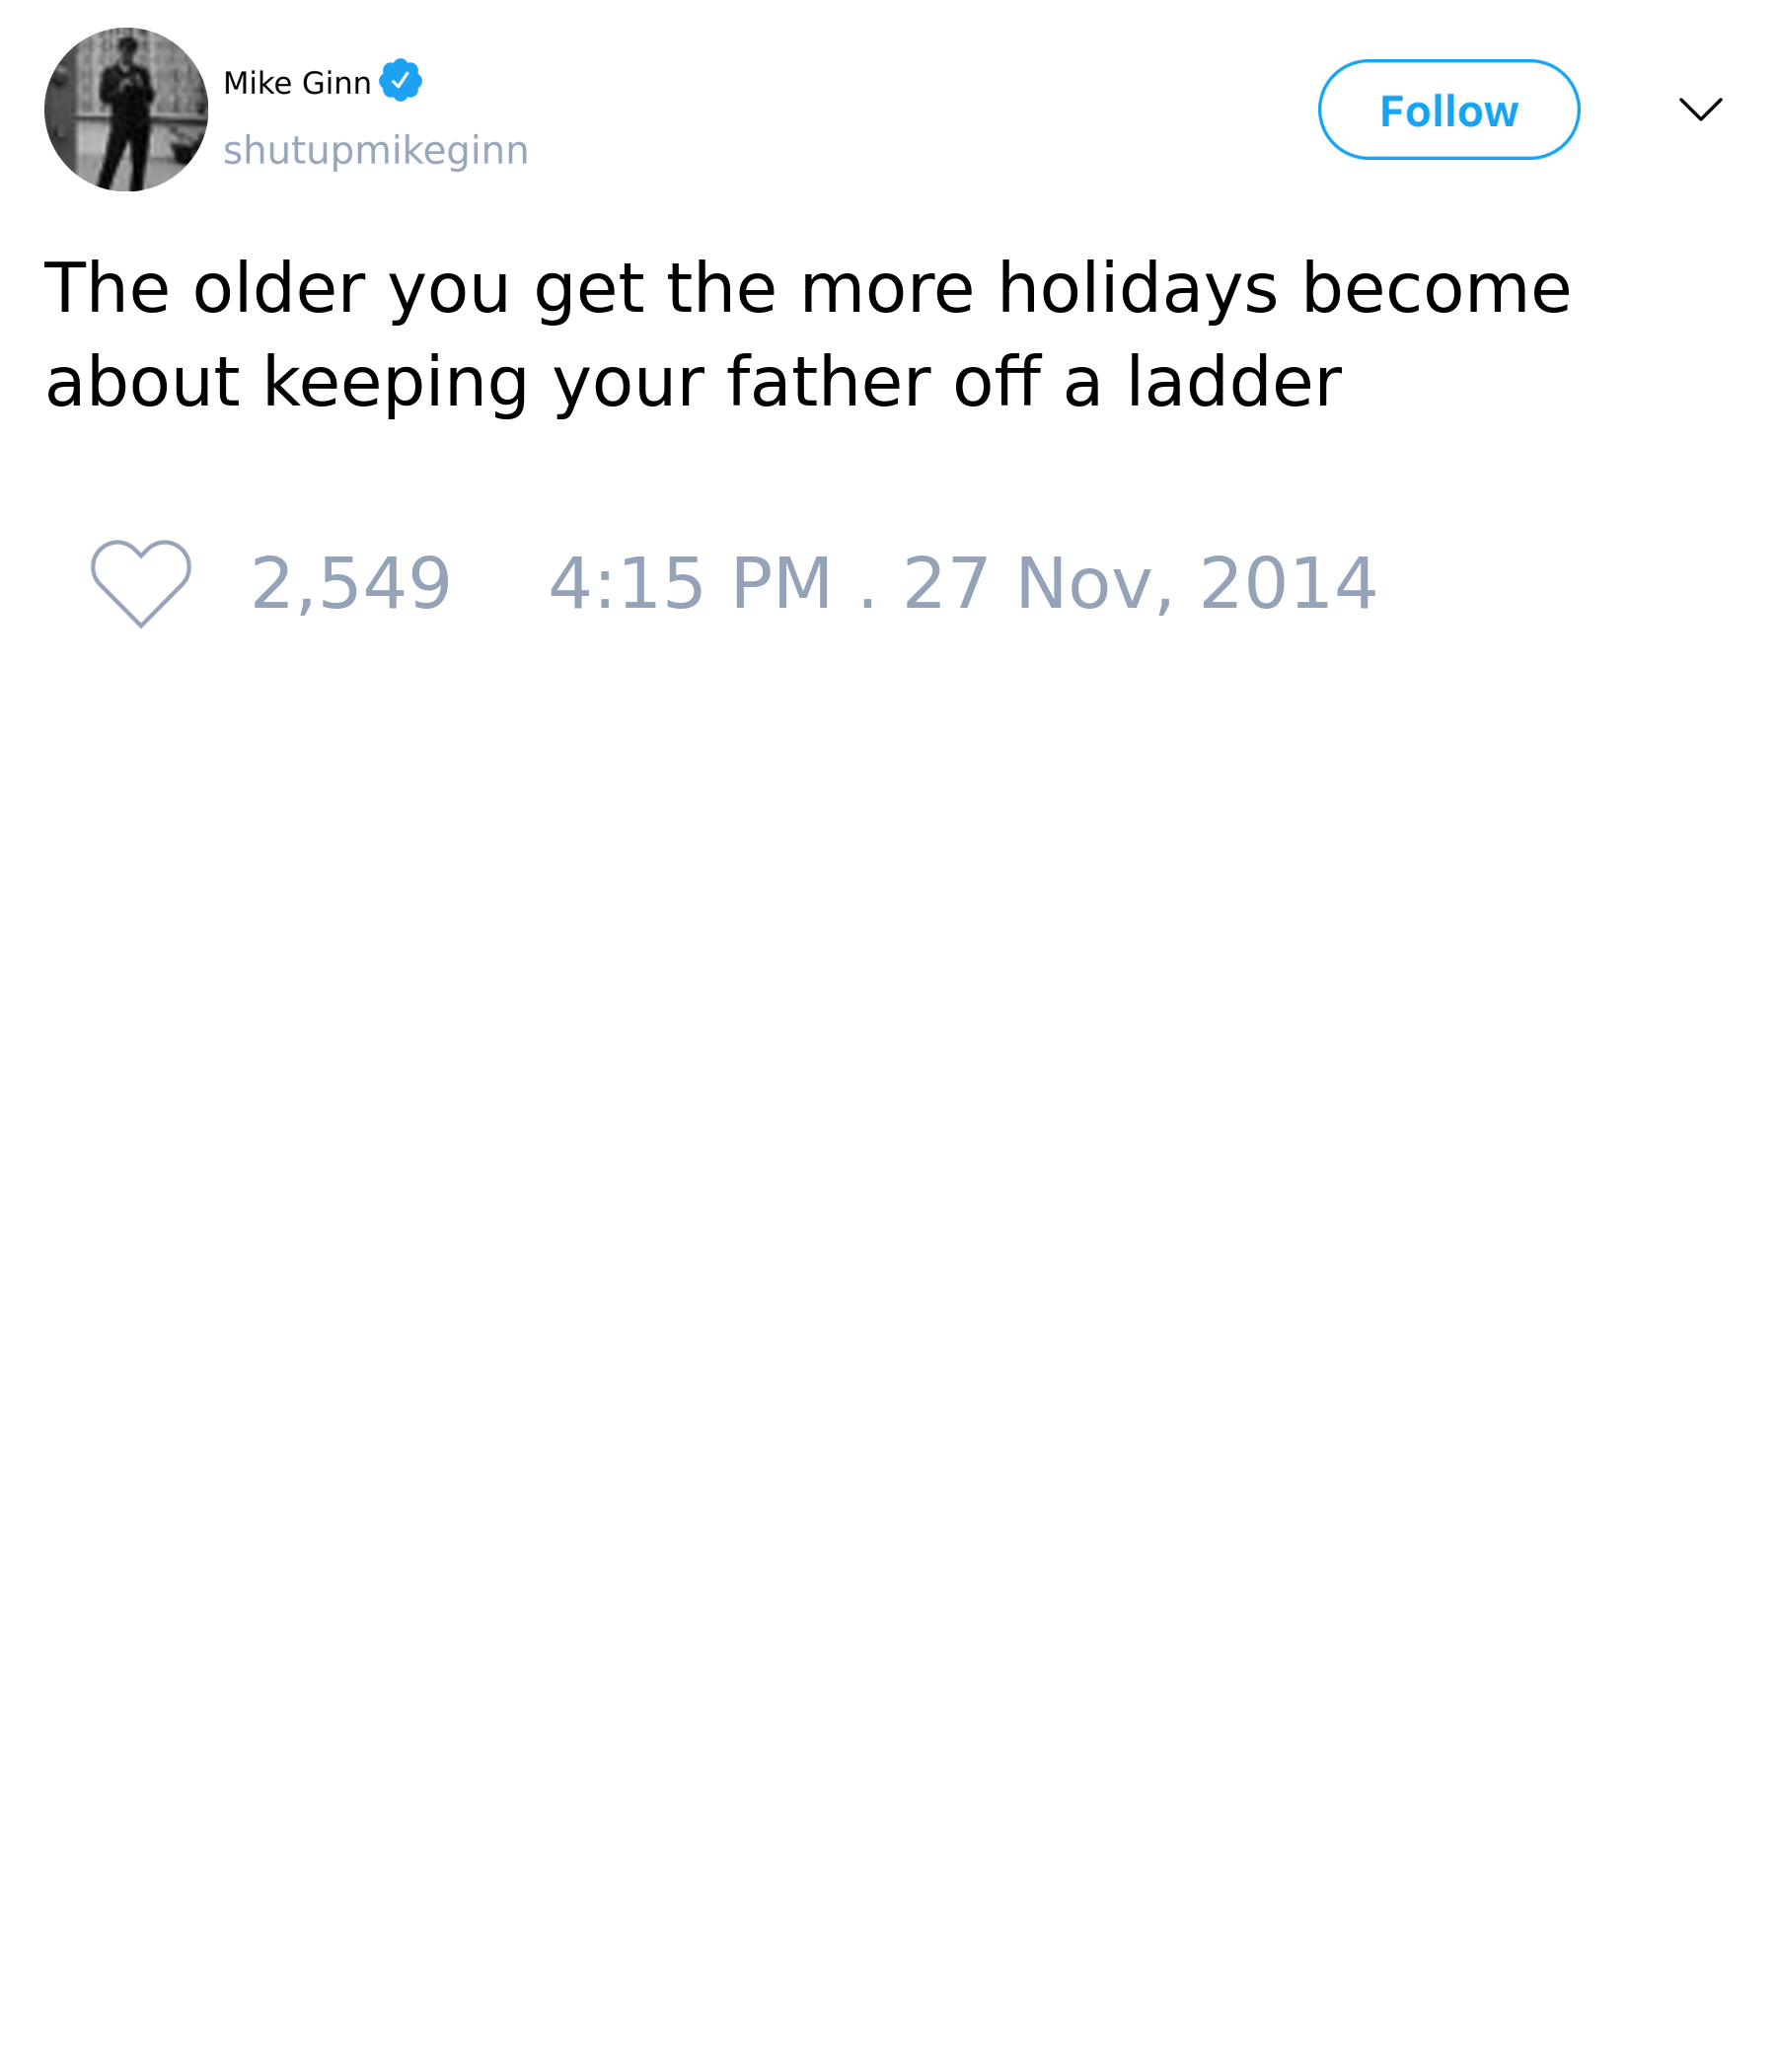 Mike Ginn
shutupmikeginn
Follow
The older you get the more holidays become
about keeping your father off a ladder
2,549 4:15 PM . 27 Nov, 2014